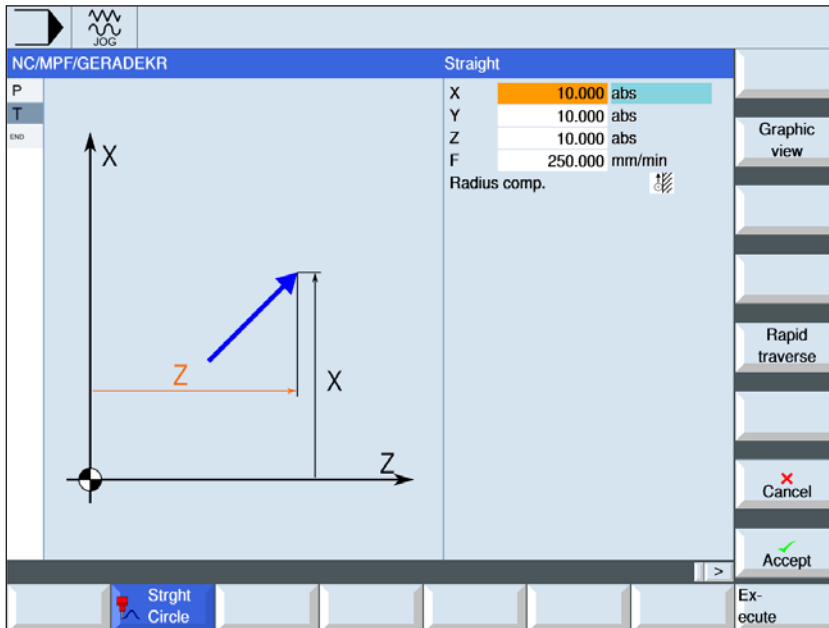 JOG
NC/MPF/GERADEKR
Straight
P
T
END
X
Z
X
Z
X 10.000 abs
Y 10.000 abs
Z 10.000 abs
F 250.000 mm/min
Radius comp.
Graphic
view
Rapid
traverse
Cancel
Accept
>
Strght
Circle
Ex-
ecute